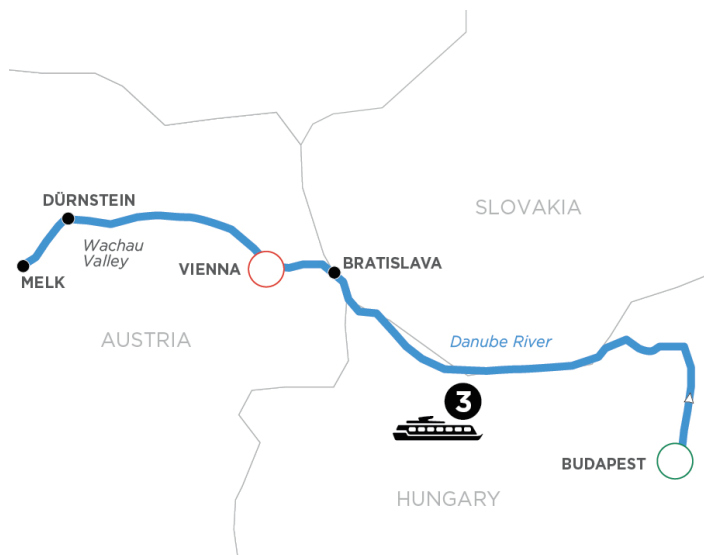 DÜRNSTEIN
SLOVAKIA
Wachau
Valley
VIENNA
BRATISLAVA
MELK
AUSTRIA
Danube River
3
BUDAPEST
HUNGARY